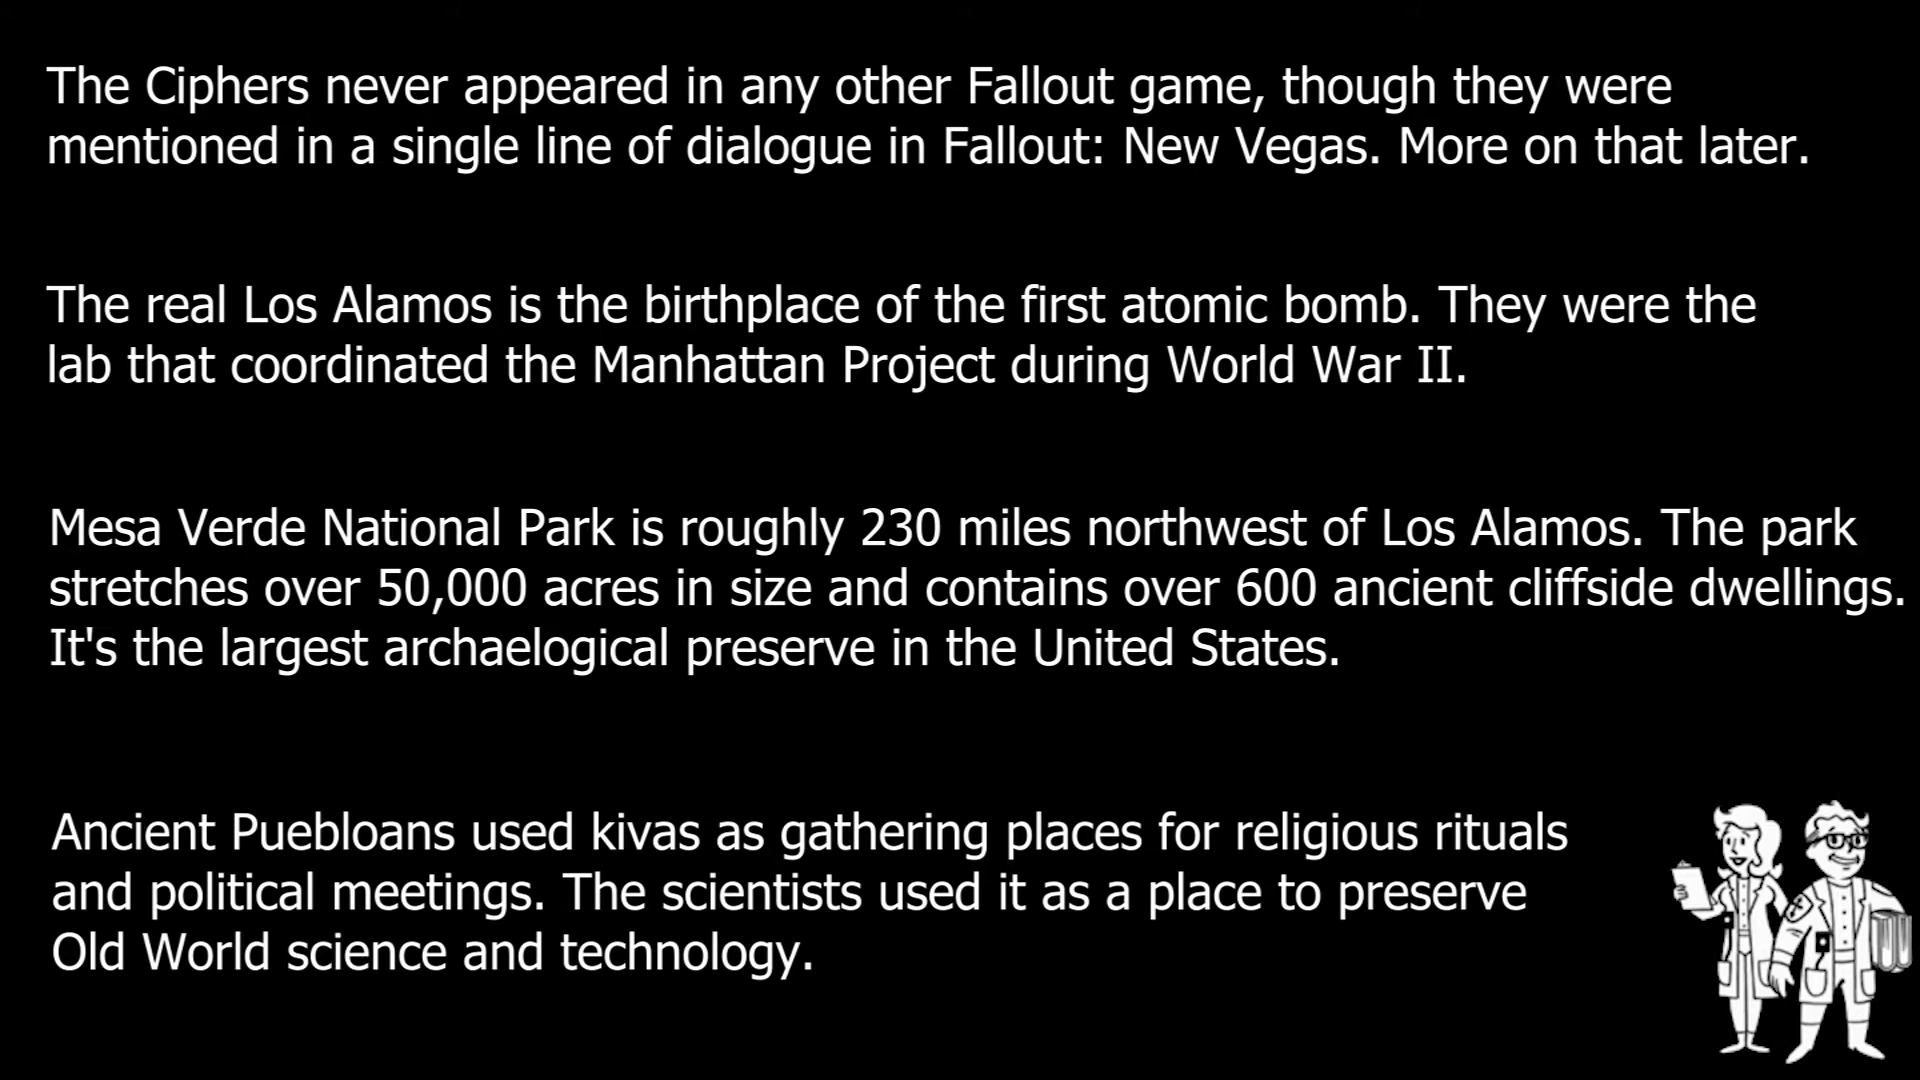 The Ciphers never appeared in any other Fallout game, though they were
mentioned in a single line of dialogue in Fallout: New Vegas. More on that later.
The real Los Alamos is the birthplace of the first atomic bomb. They were the
lab that coordinated the Manhattan Project during World War II.
Mesa Verde National Park is roughly 230 miles northwest of Los Alamos. The park
stretches over 50,000 acres in size and contains over 600 ancient cliffside dwellings.
It's the largest archaelogical preserve in the United States.
Ancient Puebloans used kivas as gathering places for religious rituals
and political meetings. The scientists used it as a place to preserve
Old World science and technology.